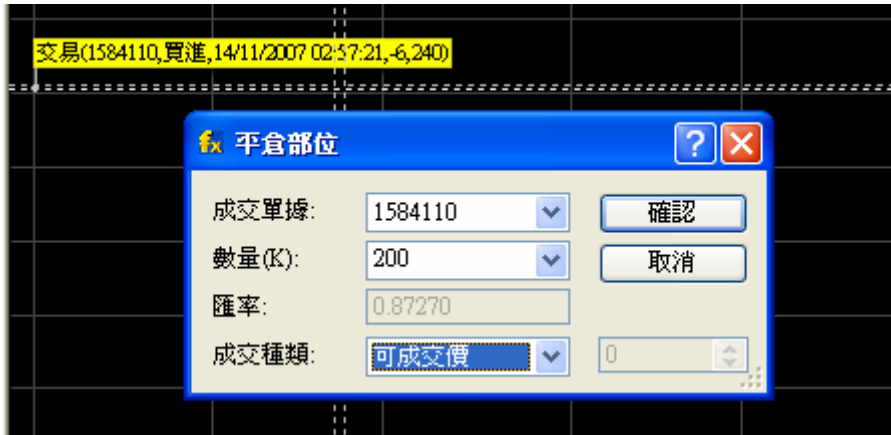 交易(1584110,買進,14/11/2007 02:57:21,-6,240)
fx 平倉部位 ?
成交單據: 1584110 確認
數量(K): 200 取消
匯率: 0.87270
成交種類: 可成交價 0